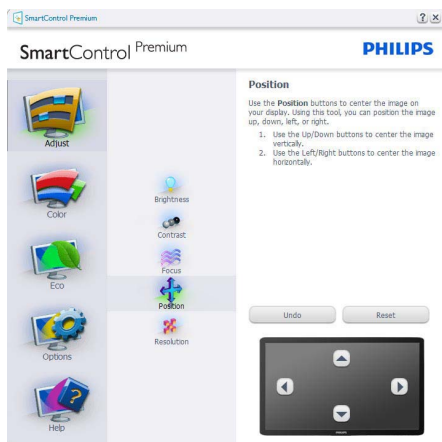 SmartControl Premium
? x
SmartControl Premium
PHILIPS
Adjust
Color
Eco
Options
Help
Brightness
Contrast
Focus
Position
Resolution
Position
Use the Position buttons to center the image on
your display. Using this tool, you can position the image
up, down, left, or right.
1. Use the Up/Down buttons to center the image
vertically.
2. Use the Left/Right buttons to center the image
horizontally.
Undo
Reset